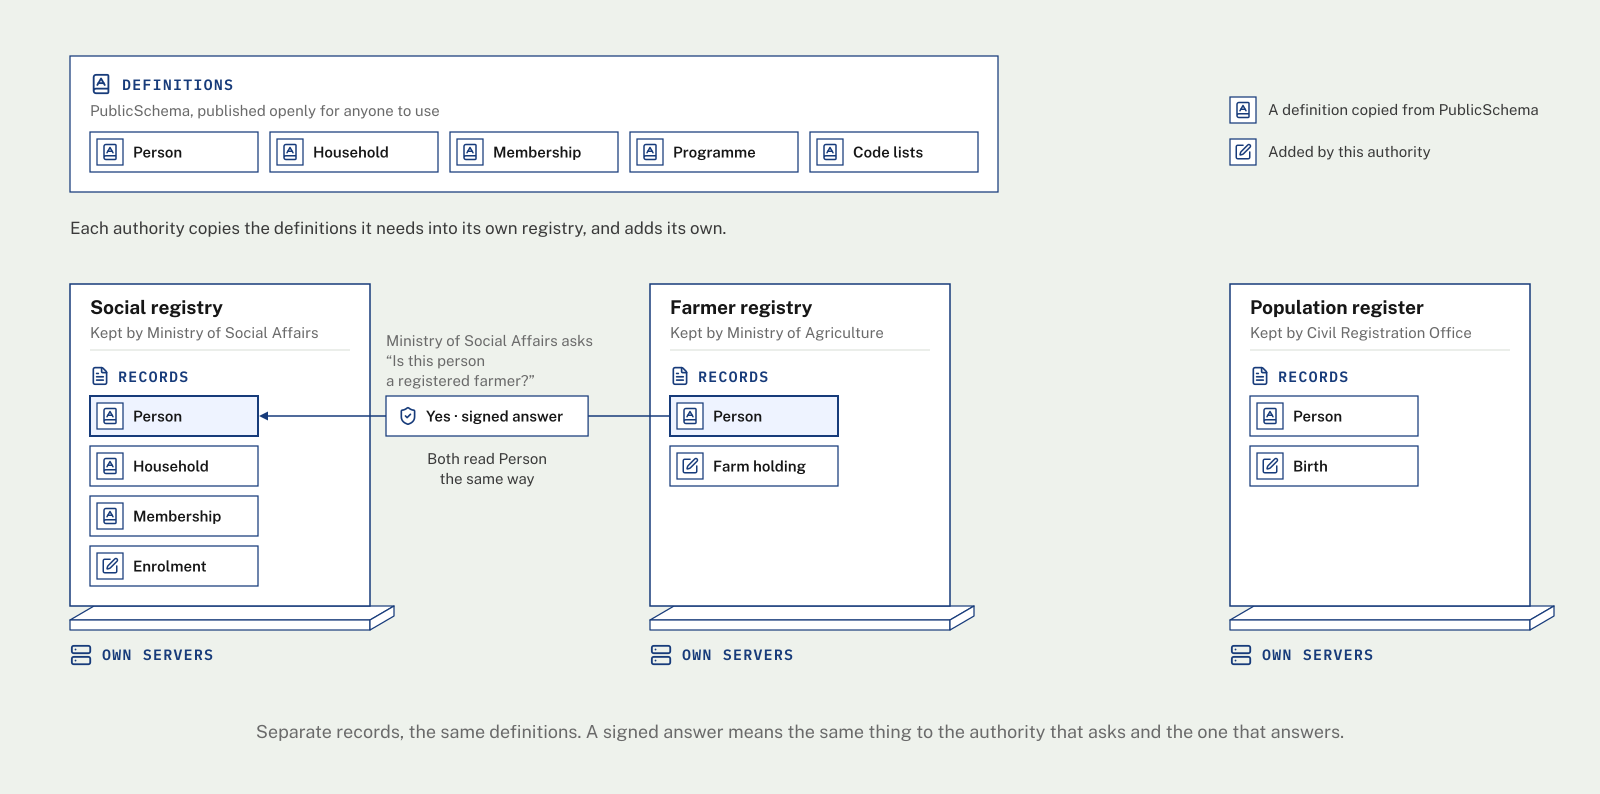 DEFINITIONS
PublicSchema, published openly for anyone to use
Person
Household
Membership
Programme
Code lists
A definition copied from PublicSchema
Added by this authority
Each authority copies the definitions it needs into its own registry, and adds its own.
Social registry
Kept by Ministry of Social Affairs
RECORDS
Person
Household
Membership
Enrolment
OWN SERVERS
Ministry of Social Affairs asks
“Is this person
a registered farmer?”
Yes · signed answer
Both read Person
the same way
Farmer registry
Kept by Ministry of Agriculture
RECORDS
Person
Farm holding
OWN SERVERS
Population register
Kept by Civil Registration Office
RECORDS
Person
Birth
OWN SERVERS
Separate records, the same definitions. A signed answer means the same thing to the authority that asks and the one that answers.